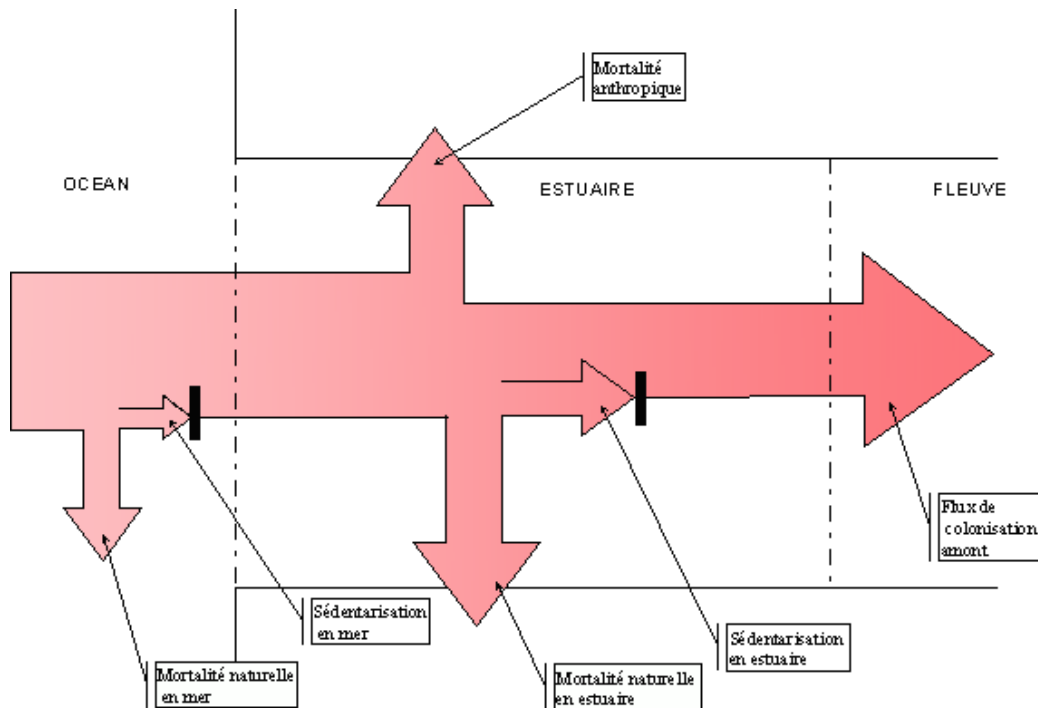 Mortalité
anthropique
OCEAN
ESTUAIRE
FLEUVE
Flux de
colonisation
amont
Sédentarisation
en mer
Sédentarisation
en estuaire
Mortalité naturelle
en mer
Mortalité naturelle
en estuaire